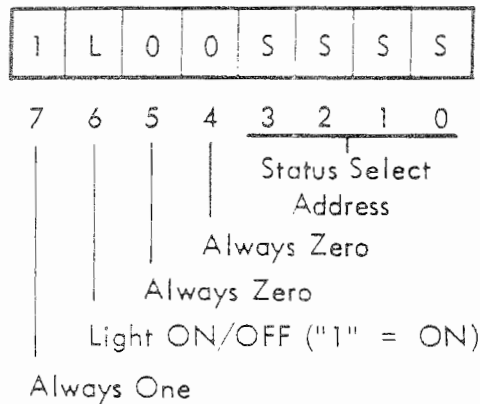 1 L 0 0 S S S S
7 6 5 4 3 2 1 0
Status Select
Address
Always Zero
Always Zero
Light ON/OFF ("1" = ON)
Always One